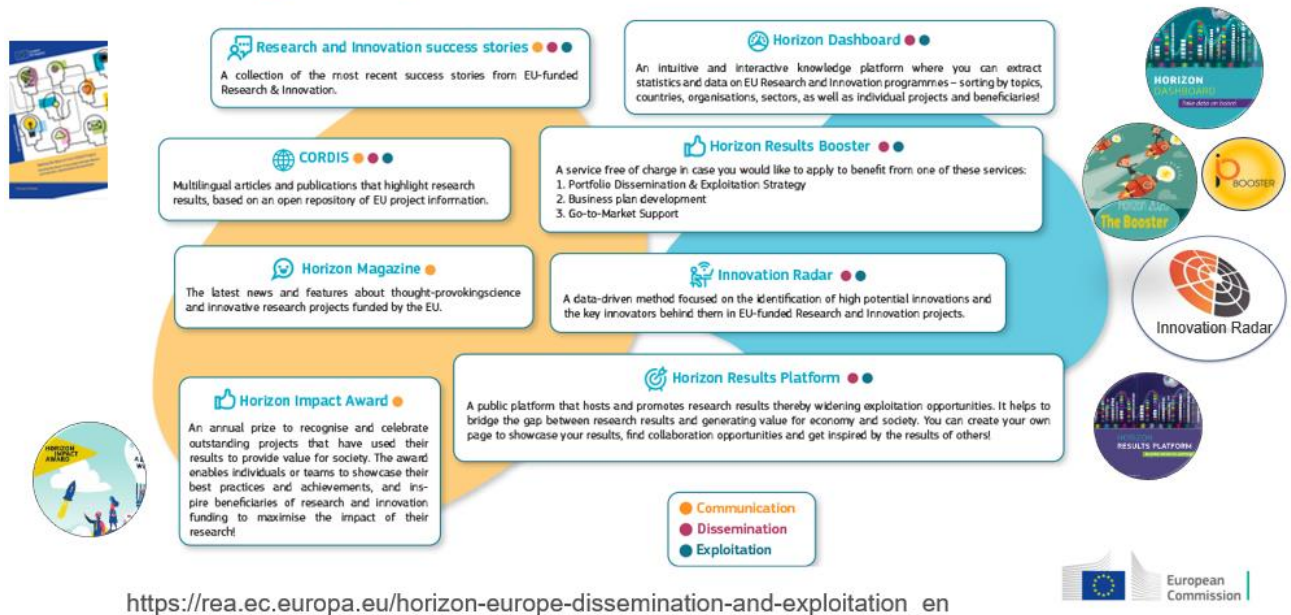 Research and Innovation success stories
A collection of the most recent success stories from EU-funded
Research & Innovation.
Horizon Dashboard
An intuitive and interactive knowledge platform where you can extract
statistics and data on EU Research and Innovation programmes – sorting by topics,
countries, organisations, sectors, as well as individual projects and beneficiaries!
HORIZON
DASHBOARD
Take data on board!
CORDIS
Multilingual articles and publications that highlight research
results, based on an open repository of EU project information.
Horizon Results Booster
A service free of charge in case you would like to apply to benefit from one of these services:
1. Portfolio Dissemination & Exploitation Strategy
2. Business plan development
3. Go-to-Market Support
Horizon 2020
The Booster
BOOSTER
Horizon Magazine
The latest news and features about thought-provokingscience
and innovative research projects funded by the EU.
Innovation Radar
A data-driven method focused on the identification of high potential innovations and
the key innovators behind them in EU-funded Research and Innovation projects.
Innovation Radar
Horizon Impact Award
An annual prize to recognise and celebrate
outstanding projects that have used their
results to provide value for society. The award
enables individuals or teams to showcase their
best practices and achievements, and ins-
pire beneficiaries of research and innovation
funding to maximise the impact of their
research!
HORIZON
IMPACT
AWARD
Horizon Results Platform
A public platform that hosts and promotes research results thereby widening exploitation opportunities. It helps to
bridge the gap between research results and generating value for economy and society. You can create your own
page to showcase your results, find collaboration opportunities and get inspired by the results of others!
HORIZON
RESULTS PLATFORM
Communication
Dissemination
Exploitation
European
Commission
https://rea.ec.europa.eu/horizon-europe-dissemination-and-exploitation_en